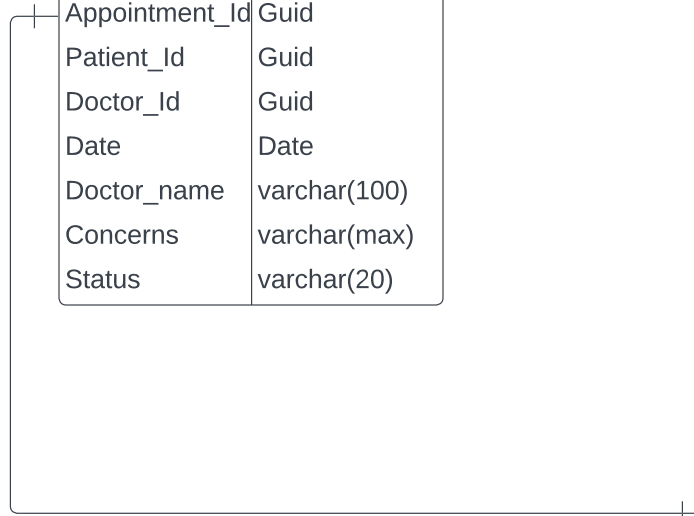 Appointment_Id Guid
Patient_Id Guid
Doctor_Id Guid
Date Date
Doctor_name varchar(100)
Concerns varchar(max)
Status varchar(20)